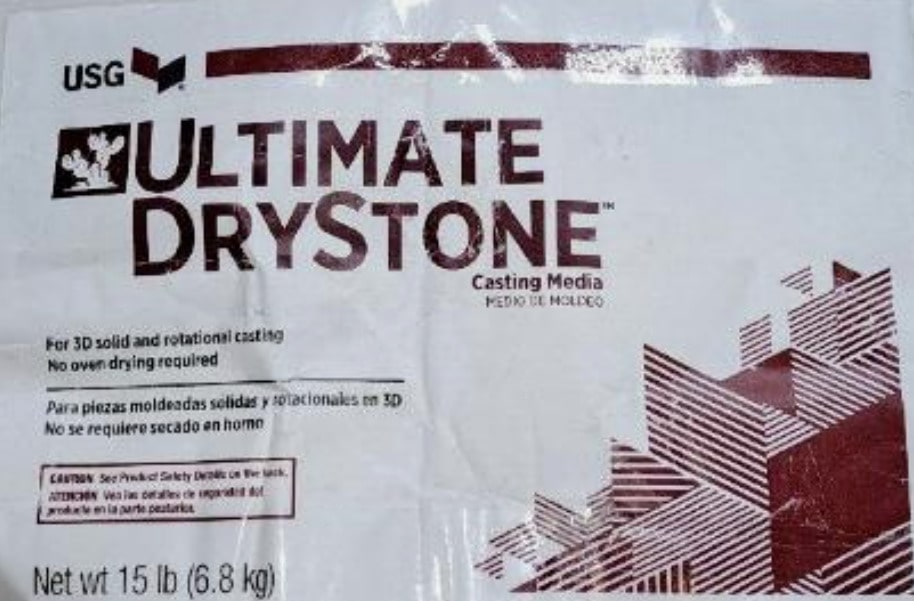 USG
ULTIMATE
DRYSTONE™
Casting Media
MEDIO DE MOLDEO
For 3D solid and rotational casting
No oven drying required
Para piezas moldeadas solidas y rotacionales en 3D
No se requiere secado en horno
CAUTION See Product Safety Details on the back.
ATENCIÓN Vea los detalles de seguridad del
producto en la parte posterior.
Net wt 15 lb (6.8 kg)